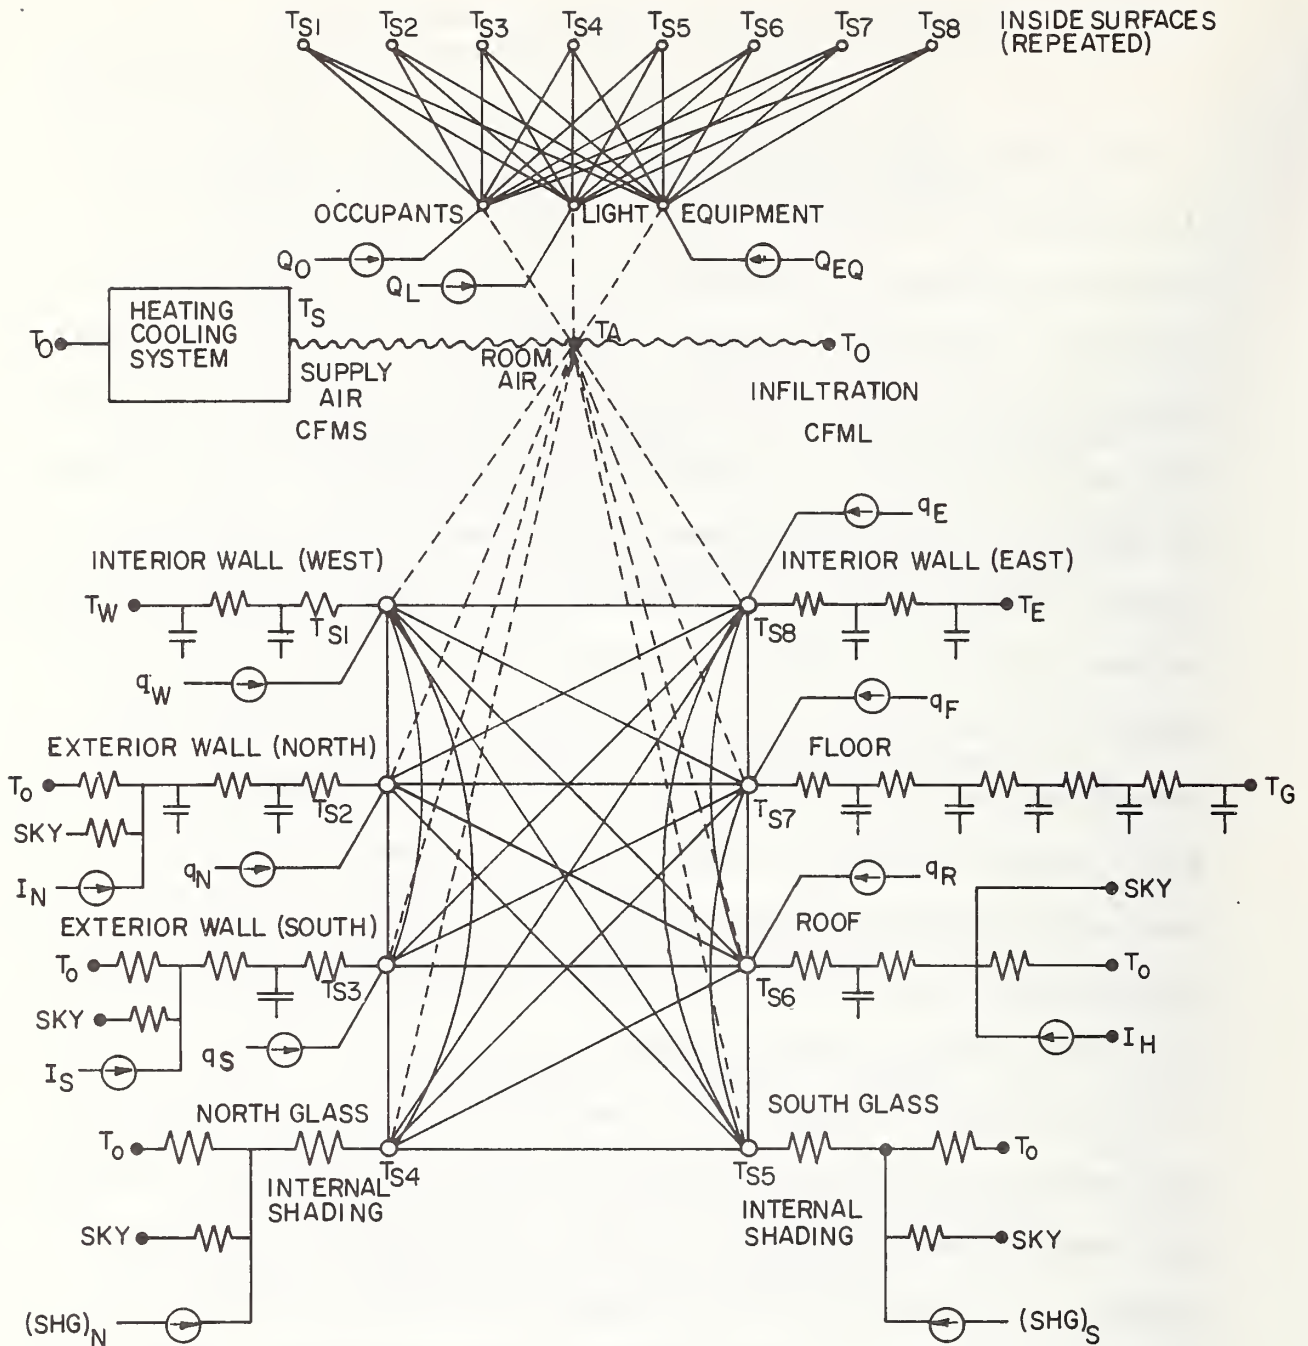 TS1 TS2 TS3 TS4 TS5 TS6 TS7 TS8
INSIDE SURFACES
(REPEATED)
OCCUPANTS LIGHT EQUIPMENT
QO
QL
QEQ
HEATING
COOLING
SYSTEM
TO
TS
SUPPLY
AIR
CFMS
ROOM
AIR
TA
TO
INFILTRATION
CFML
qE
INTERIOR WALL (WEST)
INTERIOR WALL (EAST)
TW
TS1
TS8
TE
qW
qF
EXTERIOR WALL (NORTH)
FLOOR
To
TS2
TS7
TG
SKY
qN
qR
IN
SKY
EXTERIOR WALL (SOUTH)
ROOF
To
TS3
TS6
To
SKY
qS
IS
IH
NORTH GLASS
SOUTH GLASS
To
TS4
TS5
To
INTERNAL
SHADING
INTERNAL
SHADING
SKY
SKY
(SHG)N
(SHG)S